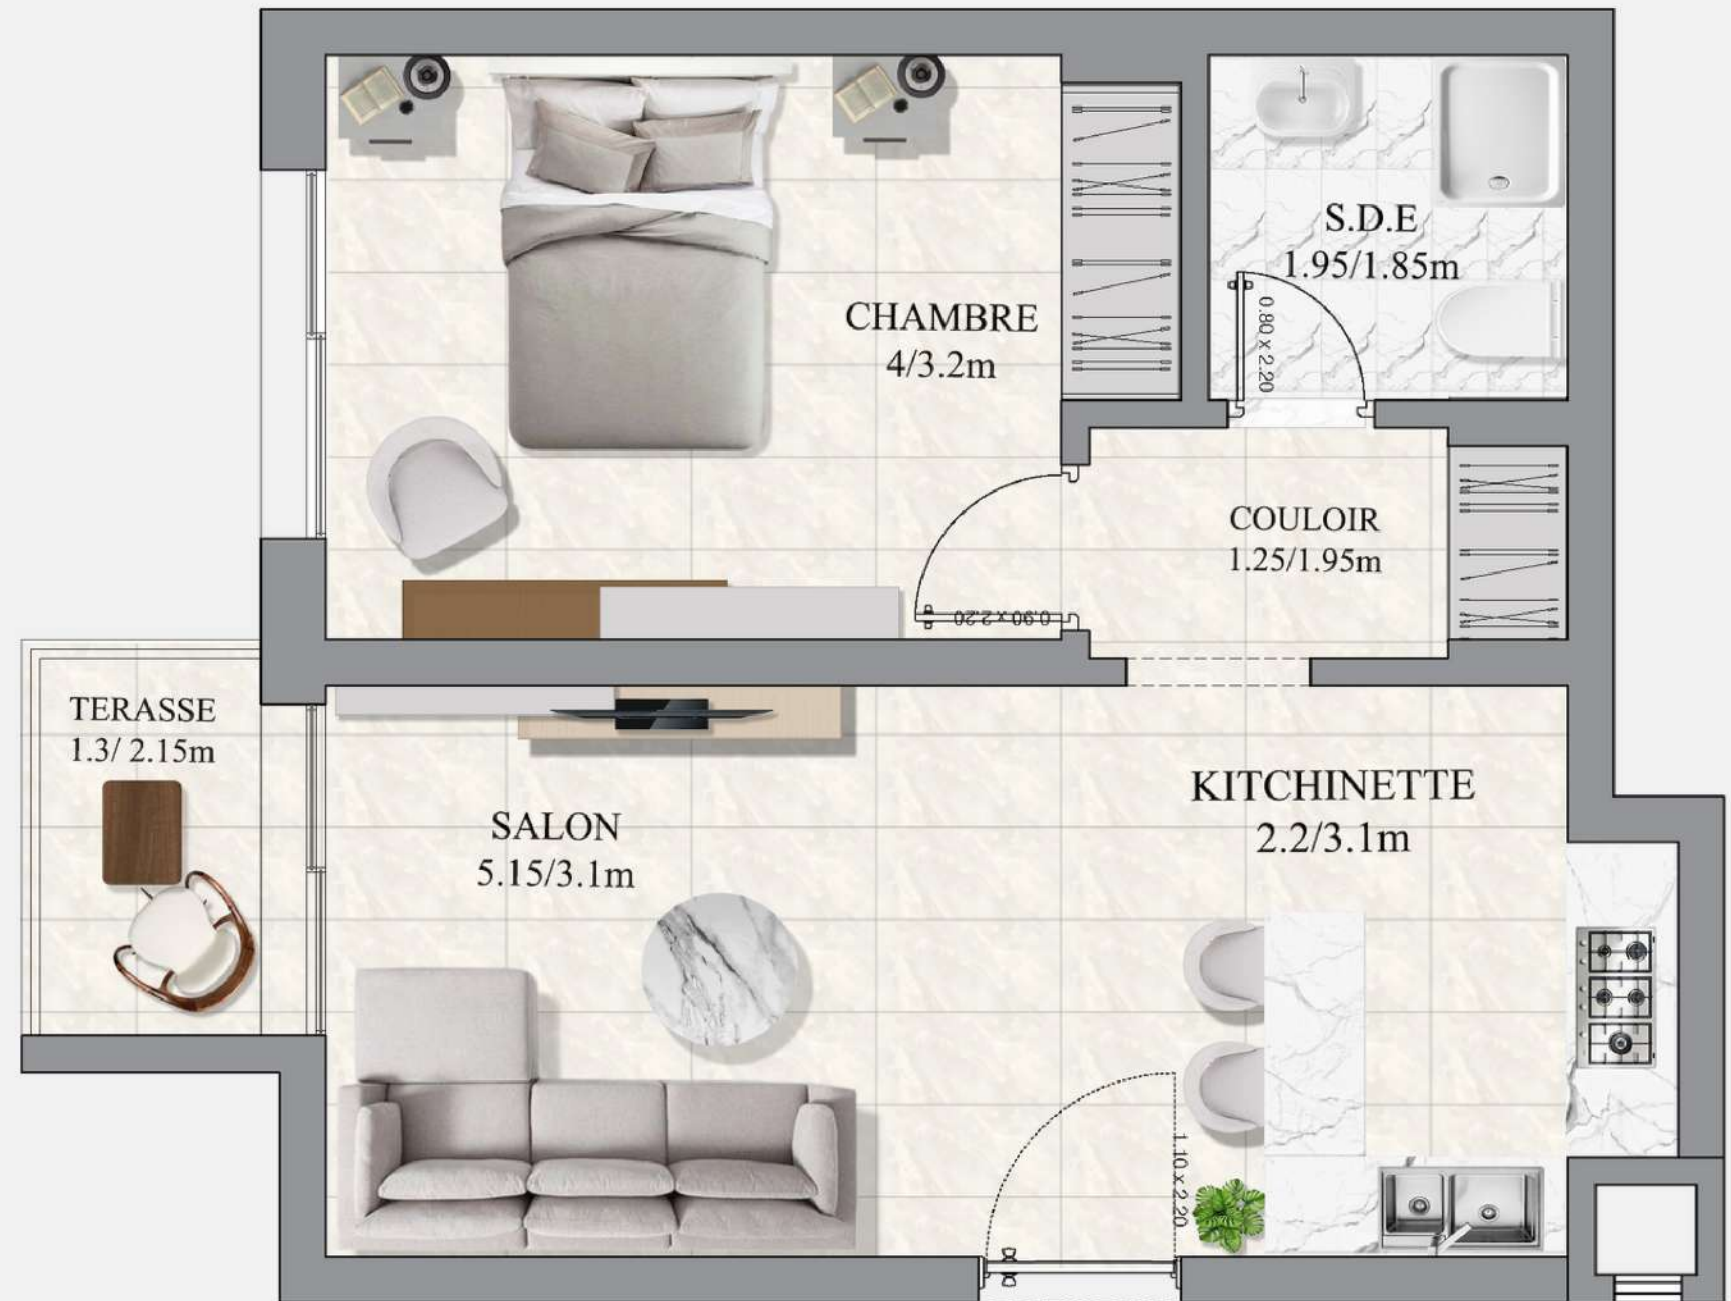 S.D.E
1.95/1.85m
0.80 x 2.20
CHAMBRE
4/3.2m
COULOIR
1.25/1.95m
0.90 x 2.20
TERASSE
1.3/ 2.15m
SALON
5.15/3.1m
KITCHINETTE
2.2/3.1m
1.10 x 2.20